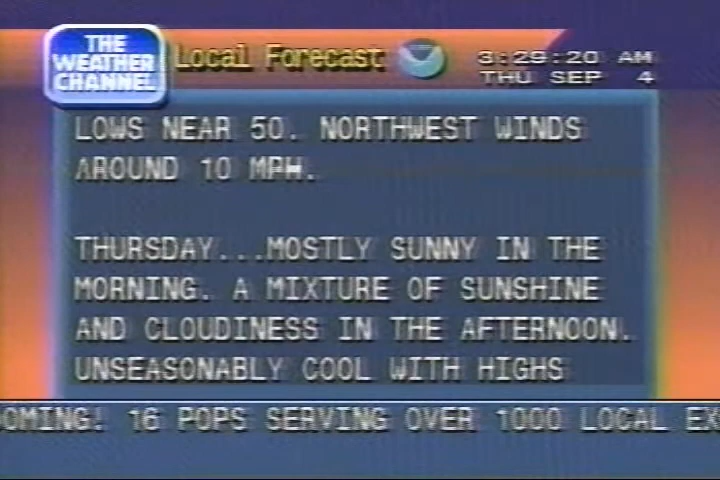 THE
WEATHER
CHANNEL
Local Forecast
3:29:20 AM
THU SEP 4
LOWS NEAR 50. NORTHWEST WINDS
AROUND 10 MPH.
THURSDAY...MOSTLY SUNNY IN THE
MORNING. A MIXTURE OF SUNSHINE
AND CLOUDINESS IN THE AFTERNOON.
UNSEASONABLY COOL WITH HIGHS
OMING! 16 POPS SERVING OVER 1000 LOCAL EX